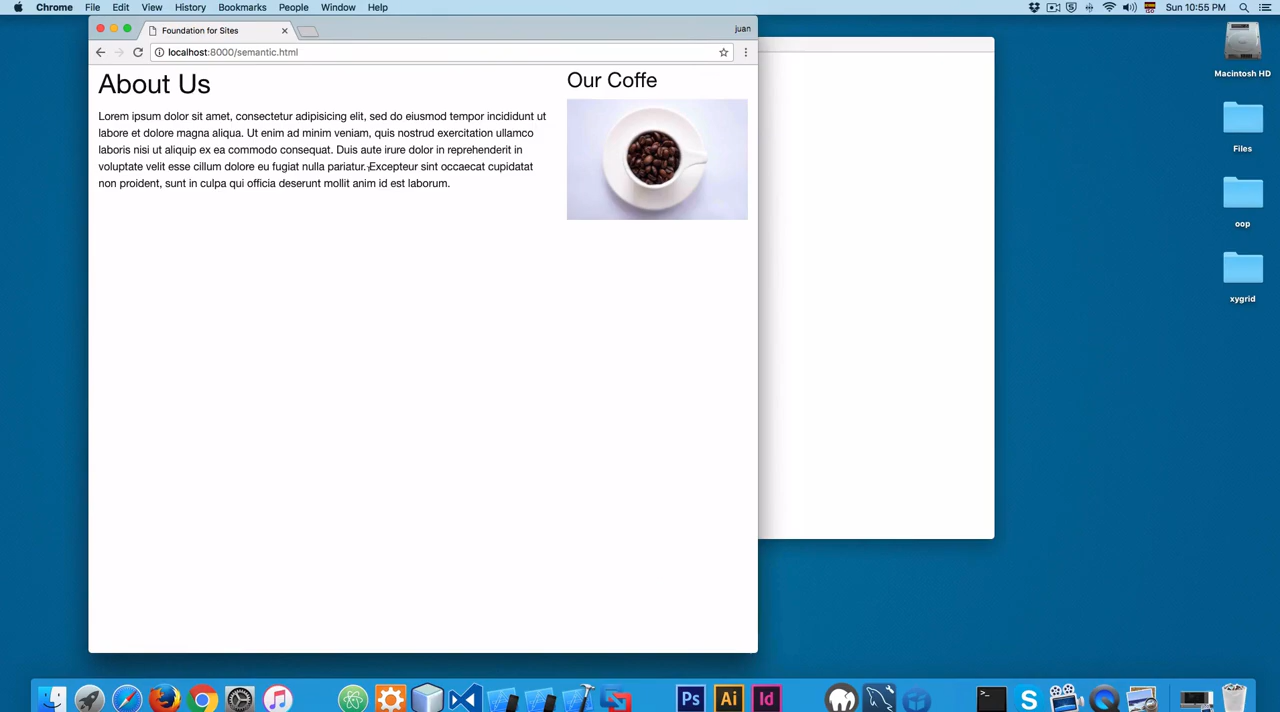 Chrome File Edit View History Bookmarks People Window Help
Sun 10:55 PM
Foundation for Sites
juan
localhost:8000/semantic.html
About Us
Lorem ipsum dolor sit amet, consectetur adipisicing elit, sed do eiusmod tempor incididunt ut
labore et dolore magna aliqua. Ut enim ad minim veniam, quis nostrud exercitation ullamco
laboris nisi ut aliquip ex ea commodo consequat. Duis aute irure dolor in reprehenderit in
voluptate velit esse cillum dolore eu fugiat nulla pariatur. Excepteur sint occaecat cupidatat
non proident, sunt in culpa qui officia deserunt mollit anim id est laborum.
Our Coffe
Macintosh HD
Files
oop
xygrid
Ps
Ai
Id